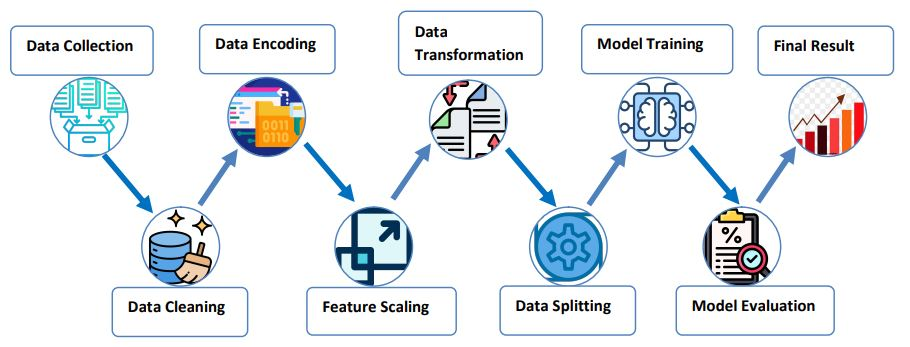 Data Collection
Data Encoding
Data
Transformation
Model Training
Final Result
0011
0110
%
Data Cleaning
Feature Scaling
Data Splitting
Model Evaluation